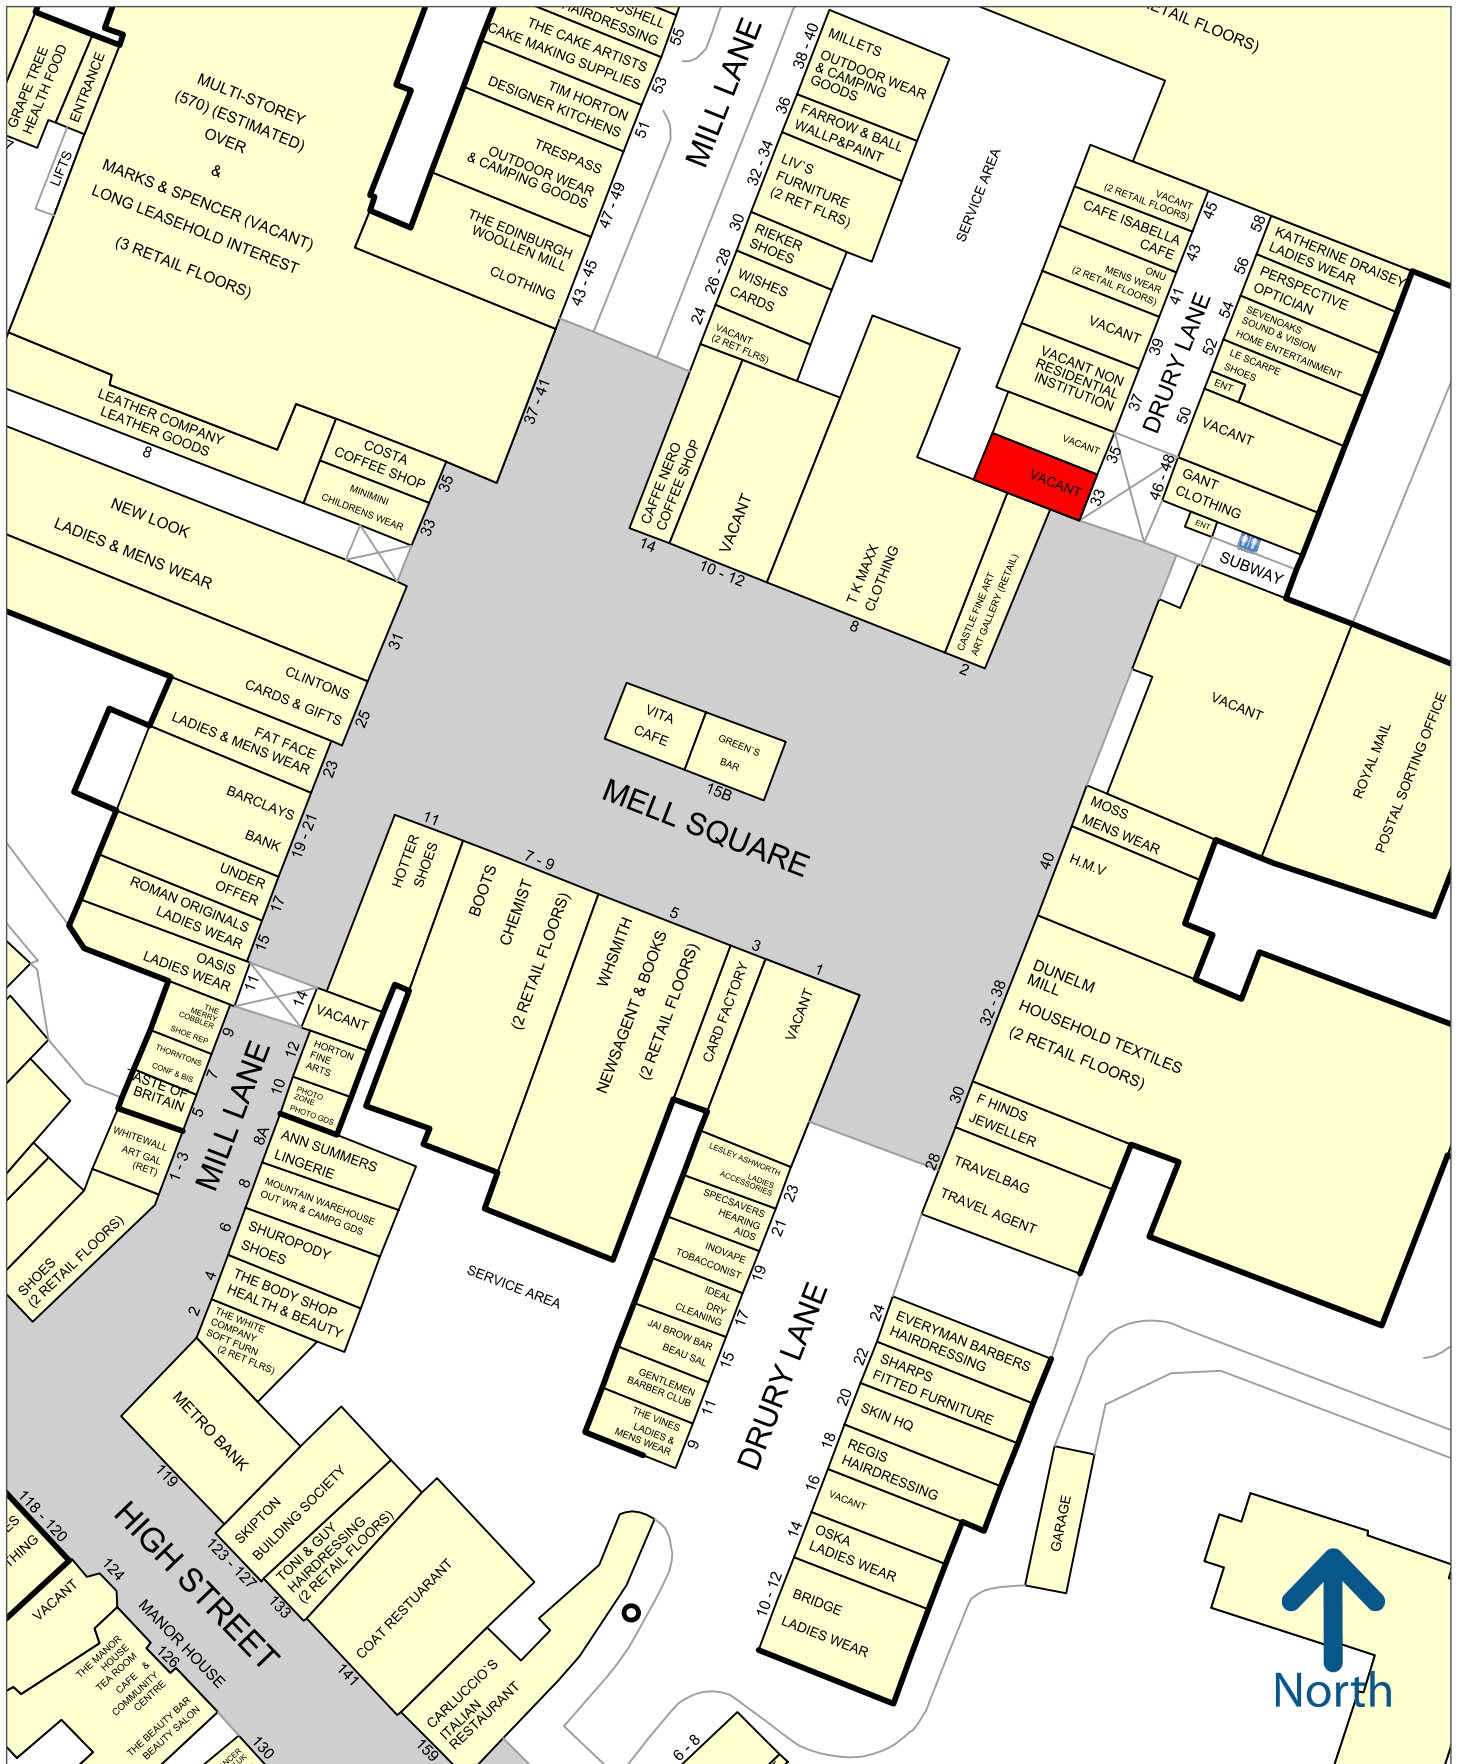 GRAPE TREE
HEALTH FOOD
ENTRANCE
LIFTS
MULTI-STOREY
(570) (ESTIMATED)
OVER
&
MARKS & SPENCER (VACANT)
LONG LEASEHOLD INTEREST
(3 RETAIL FLOORS)
HAIRDRESSING
55
THE CAKE ARTISTS
CAKE MAKING SUPPLIES
53
TIM HORTON
DESIGNER KITCHENS
51
TRESPASS
OUTDOOR WEAR
& CAMPING GOODS
47 - 49
THE EDINBURGH
WOOLLEN MILL
CLOTHING
43 - 45
MILL LANE
38 - 40
MILLETS
OUTDOOR WEAR
& CAMPING
GOODS
36
FARROW & BALL
WALLP&PAINT
32 - 34
LIV`S
FURNITURE
(2 RET FLRS)
30
RIEKER
SHOES
26 - 28
WISHES
CARDS
24
VACANT
(2 RET FLRS)
SERVICE AREA
FLOORS)
VACANT
(2 RETAIL FLOORS)
45
CAFE ISABELLA
CAFE
43
ONU
MENS WEAR
(2 RETAIL FLOORS)
41
VACANT
39
VACANT NON
RESIDENTIAL
INSTITUTION
37
VACANT
35
VACANT
33
DRURY LANE
58
KATHERINE DRAISEY
LADIES WEAR
56
PERSPECTIVE
OPTICIAN
54
SEVENOAKS
SOUND & VISION
HOME ENTERTAINMENT
52
LE SCARPE
SHOES
ENT
50
VACANT
46 - 48
GANT
CLOTHING
ENT
SUBWAY
37 - 41
LEATHER COMPANY
LEATHER GOODS
8
COSTA
COFFEE SHOP
35
MINIMINI
CHILDRENS WEAR
33
NEW LOOK
LADIES & MENS WEAR
31
CLINTONS
CARDS & GIFTS
25
FAT FACE
LADIES & MENS WEAR
23
BARCLAYS
BANK
19 - 21
UNDER
OFFER
17
ROMAN ORIGINALS
LADIES WEAR
15
OASIS
LADIES WEAR
11
CAFFE NERO
COFFEE SHOP
14
VACANT
10 - 12
T K MAXX
CLOTHING
8
CASTLE FINE ART
ART GALLERY (RETAIL)
2
VITA
CAFE
GREEN`S
BAR
15B
MELL SQUARE
VACANT
ROYAL MAIL
POSTAL SORTING OFFICE
MOSS
MENS WEAR
H.M.V
40
DUNELM
MILL
HOUSEHOLD TEXTILES
(2 RETAIL FLOORS)
32 - 38
30
F HINDS
JEWELLER
28
TRAVELBAG
TRAVEL AGENT
11
HOTTER
SHOES
7 - 9
BOOTS
CHEMIST
(2 RETAIL FLOORS)
5
WHSMITH
NEWSAGENT & BOOKS
(2 RETAIL FLOORS)
3
CARD FACTORY
1
VACANT
THE
MERRY
COBBLER
SHOE REP
9
THORNTONS
CONF & BIS
7
TASTE OF
BRITAIN
5
WHITEWALL
ART GAL
(RET)
1 - 3
SHOES
(2 RETAIL FLOORS)
MILL LANE
14
VACANT
12
HORTON
FINE
ARTS
10
PHOTO
ZONE
PHOTO GDS
8A
ANN SUMMERS
LINGERIE
8
MOUNTAIN WAREHOUSE
OUT WR & CAMPG GDS
6
SHUROPODY
SHOES
4
THE BODY SHOP
HEALTH & BEAUTY
2
THE WHITE
COMPANY
SOFT FURN
(2 RET FLRS)
SERVICE AREA
LESLEY ASHWORTH
LADIES
ACCESSORIES
23
SPECSAVERS
HEARING
AIDS
21
INOVAPE
TOBACCONIST
19
IDEAL
DRY
CLEANING
17
JAI BROW BAR
BEAU SAL
15
GENTLEMEN
BARBER CLUB
11
THE VINES
LADIES &
MENS WEAR
9
DRURY LANE
24
EVERYMAN BARBERS
HAIRDRESSING
22
SHARPS
FITTED FURNITURE
20
SKIN HQ
18
REGIS
HAIRDRESSING
16
VACANT
14
OSKA
LADIES WEAR
10 - 12
BRIDGE
LADIES WEAR
GARAGE
METRO BANK
119
SKIPTON
BUILDING SOCIETY
123 - 127
TONI & GUY
HAIRDRESSING
(2 RETAIL FLOORS)
133
COAT RESTUARANT
141
CARLUCCIO`S
ITALIAN
RESTAURANT
159
HIGH STREET
118 - 120
THING
VACANT
124
MANOR HOUSE
126
THE MANOR
HOUSE
TEA ROOM
CAFE &
COMMUNITY
CENTRE
THE BEAUTY BAR
BEAUTY SALON
130
6 - 8
North